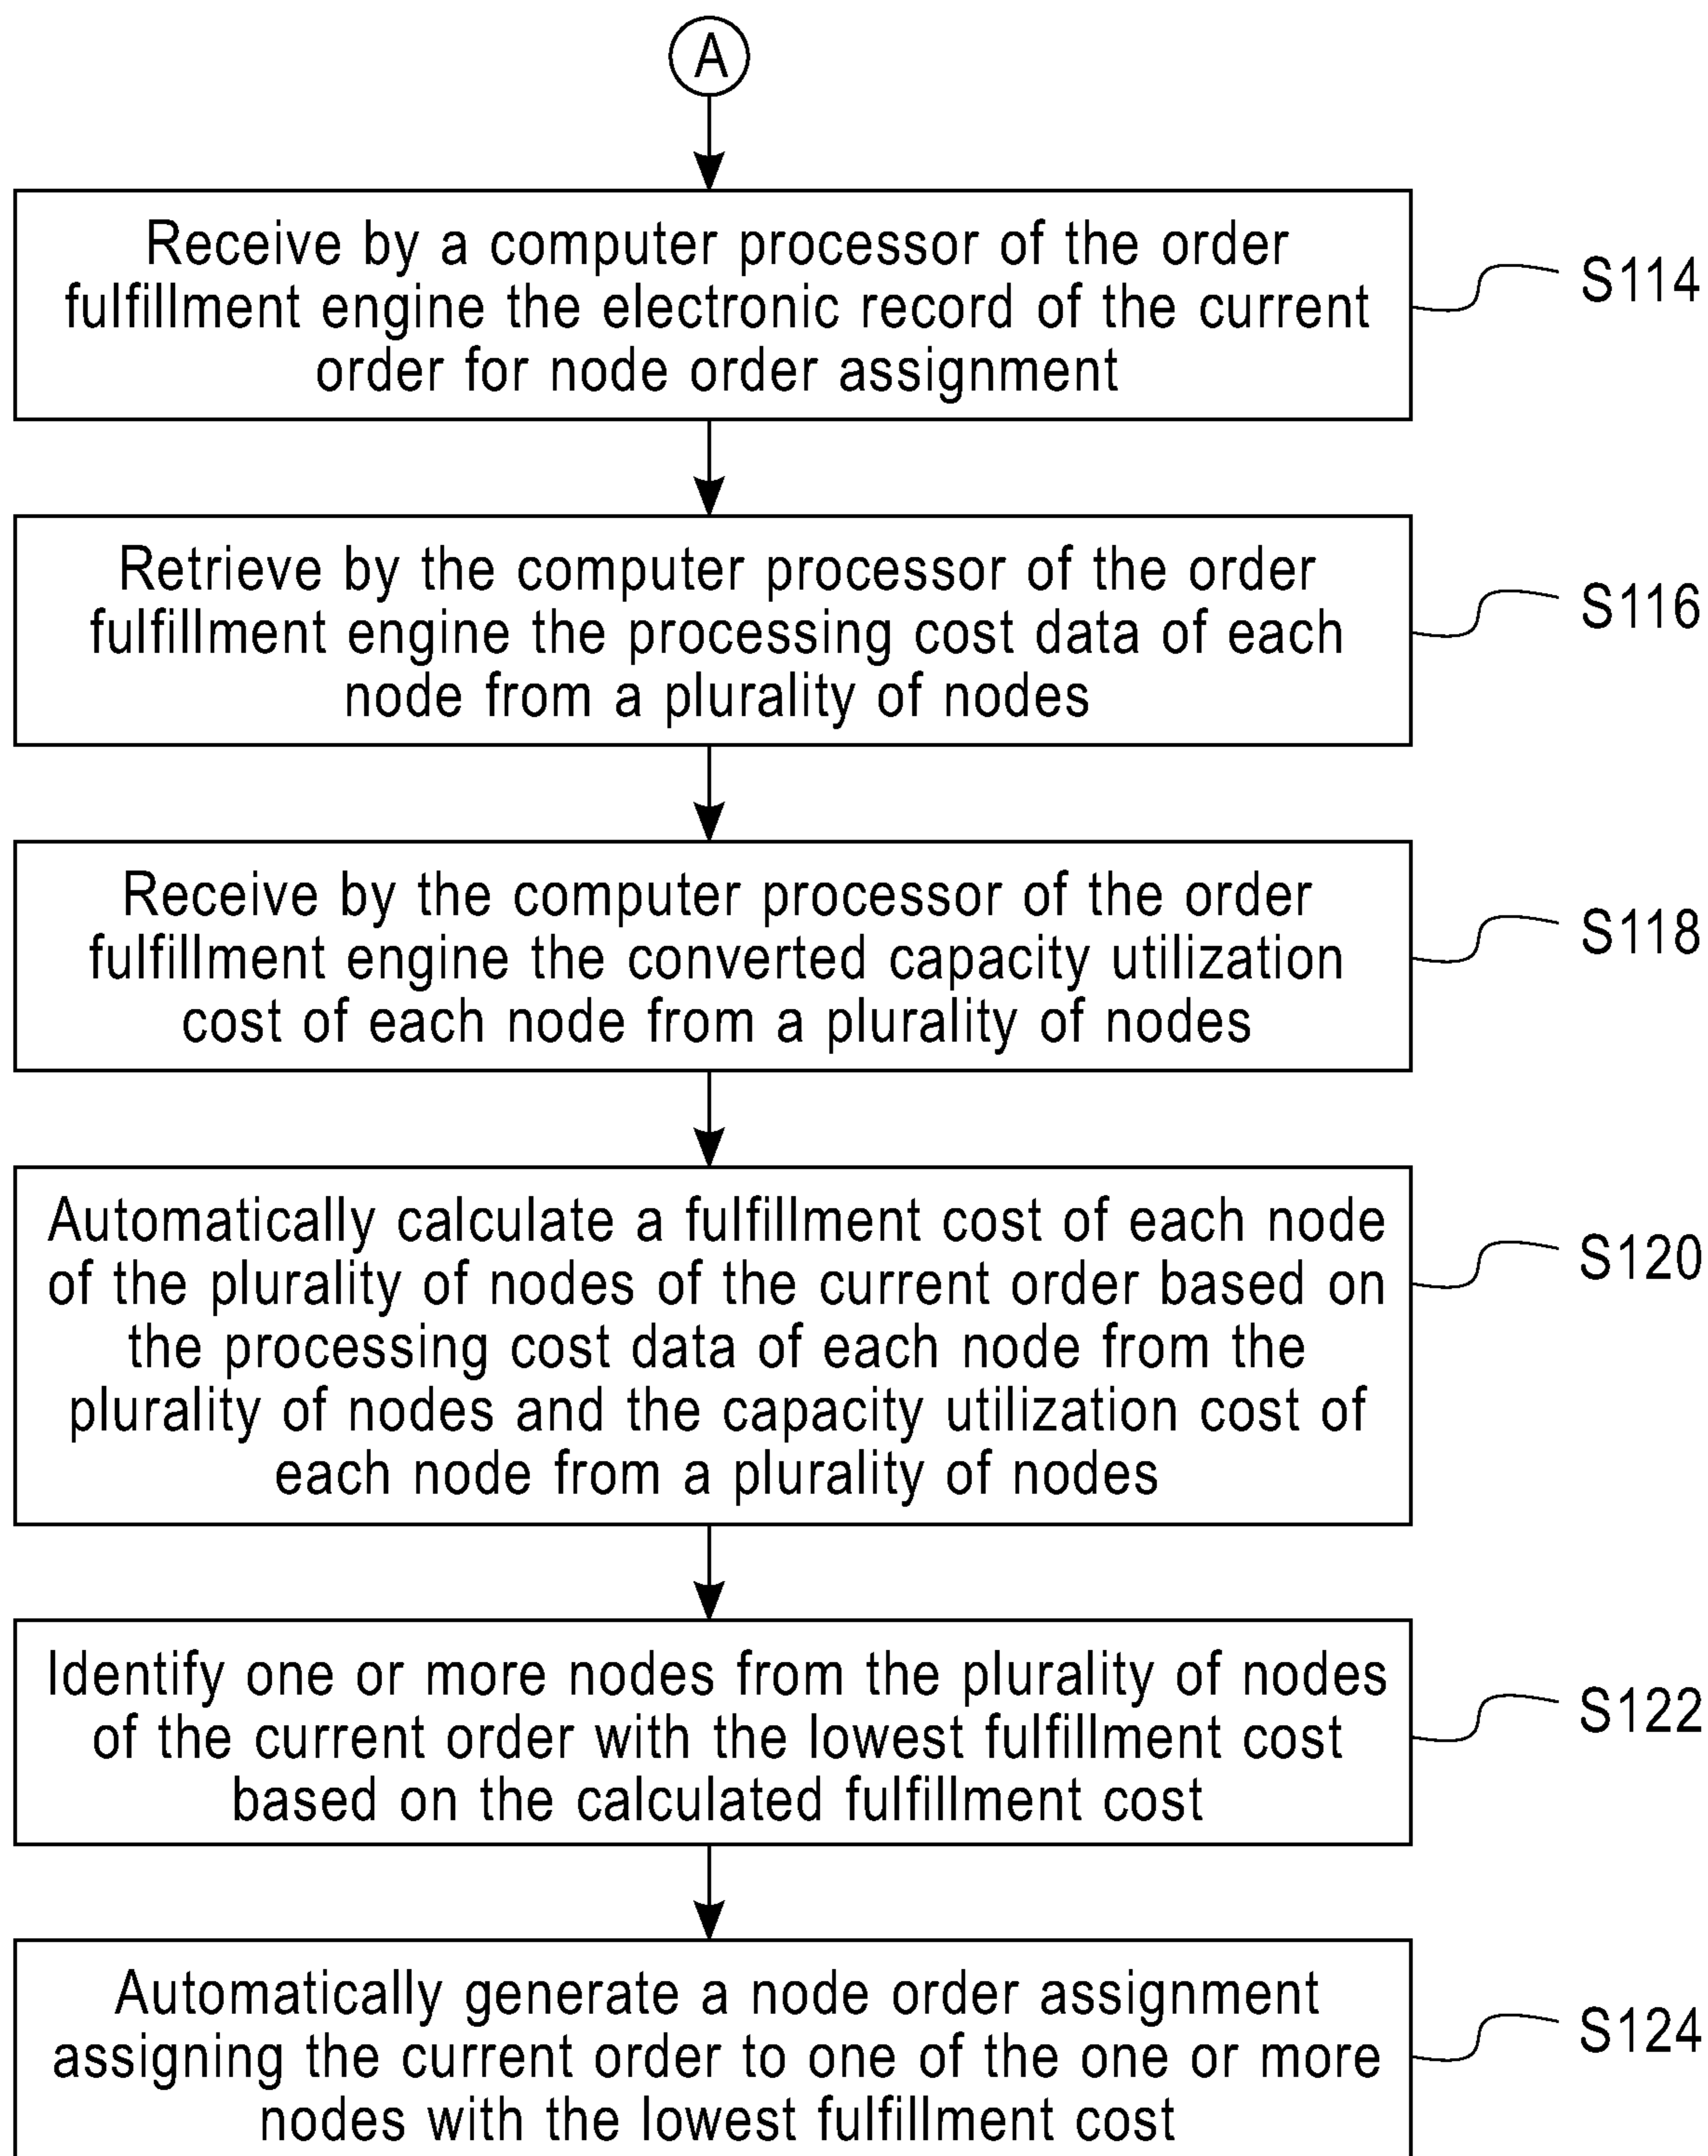 A
Receive by a computer processor of the order
fulfillment engine the electronic record of the current
order for node order assignment
S114
Retrieve by the computer processor of the order
fulfillment engine the processing cost data of each
node from a plurality of nodes
S116
Receive by the computer processor of the order
fulfillment engine the converted capacity utilization
cost of each node from a plurality of nodes
S118
Automatically calculate a fulfillment cost of each node
of the plurality of nodes of the current order based on
the processing cost data of each node from the
plurality of nodes and the capacity utilization cost of
each node from a plurality of nodes
S120
Identify one or more nodes from the plurality of nodes
of the current order with the lowest fulfillment cost
based on the calculated fulfillment cost
S122
Automatically generate a node order assignment
assigning the current order to one of the one or more
nodes with the lowest fulfillment cost
S124